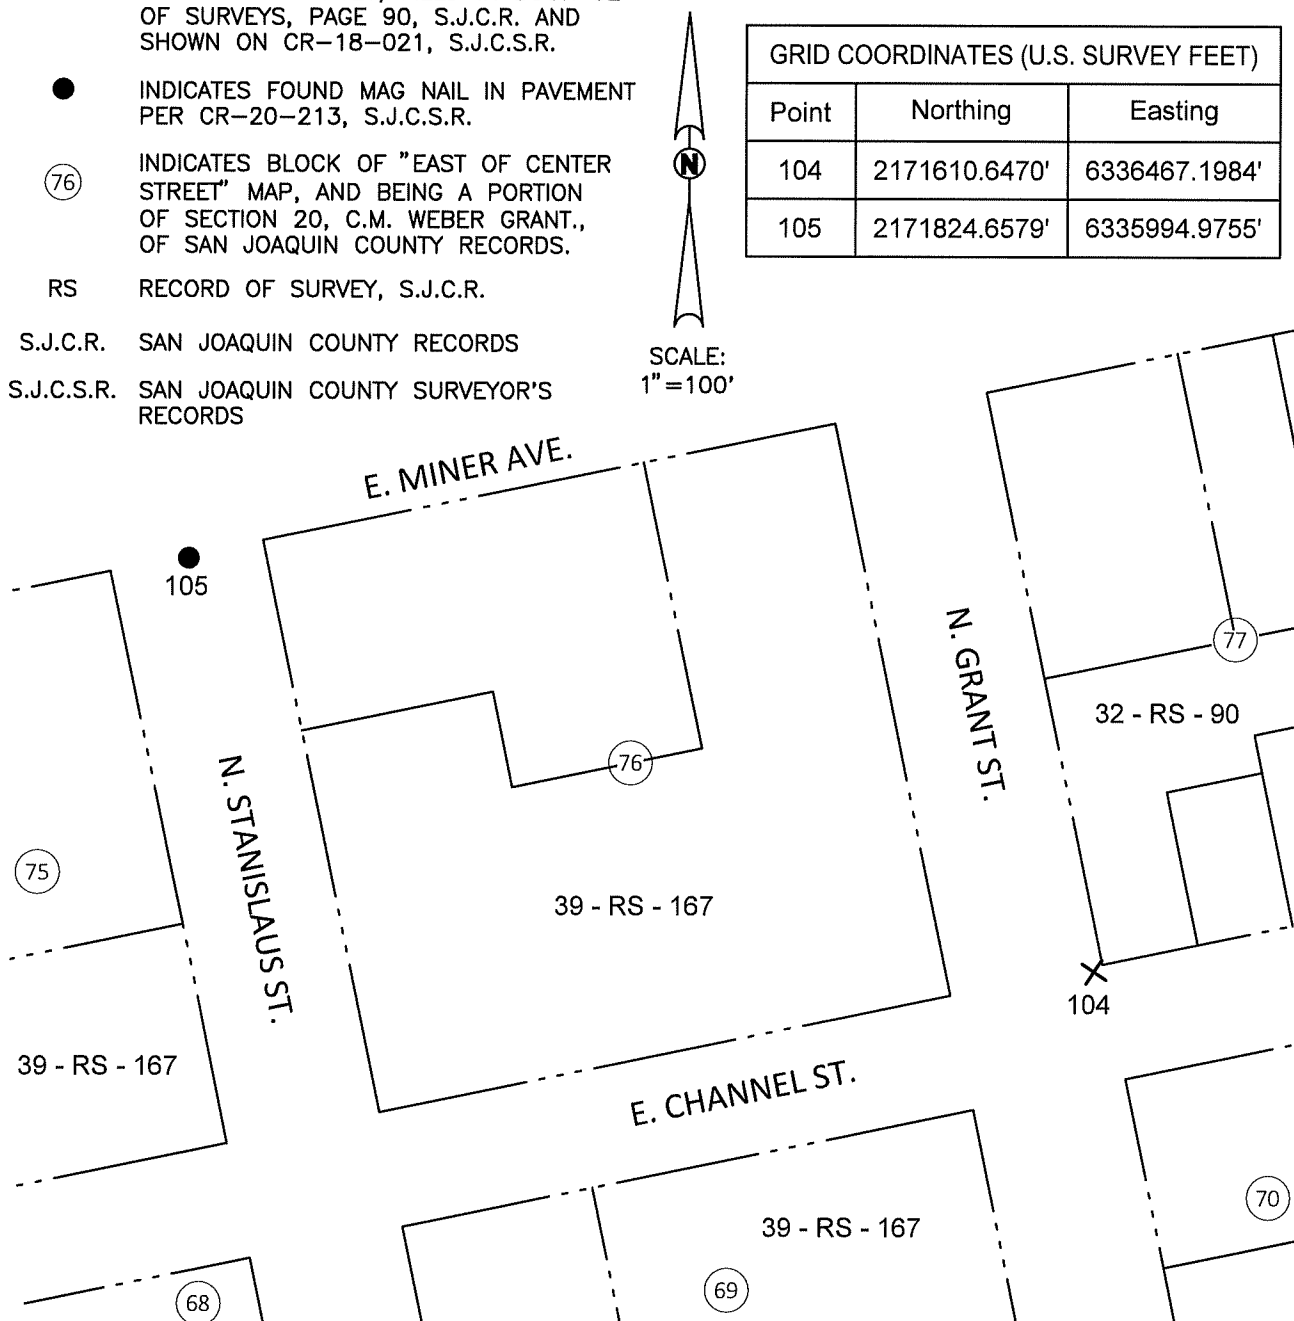 OF SURVEYS, PAGE 90, S.J.C.R. AND
SHOWN ON CR-18-021, S.J.C.S.R.
INDICATES FOUND MAG NAIL IN PAVEMENT
PER CR-20-213, S.J.C.S.R.
76
INDICATES BLOCK OF "EAST OF CENTER
STREET" MAP, AND BEING A PORTION
OF SECTION 20, C.M. WEBER GRANT.,
OF SAN JOAQUIN COUNTY RECORDS.
RS RECORD OF SURVEY, S.J.C.R.
S.J.C.R. SAN JOAQUIN COUNTY RECORDS
S.J.C.S.R. SAN JOAQUIN COUNTY SURVEYOR'S
RECORDS
N
SCALE:
1"=100'
GRID COORDINATES (U.S. SURVEY FEET)
Point Northing Easting
104 2171610.6470' 6336467.1984'
105 2171824.6579' 6335994.9755'
E. MINER AVE.
105
N. GRANT ST.
77
32 - RS - 90
76
N. STANISLAUS ST.
75
39 - RS - 167
104
39 - RS - 167
E. CHANNEL ST.
70
39 - RS - 167
69
68